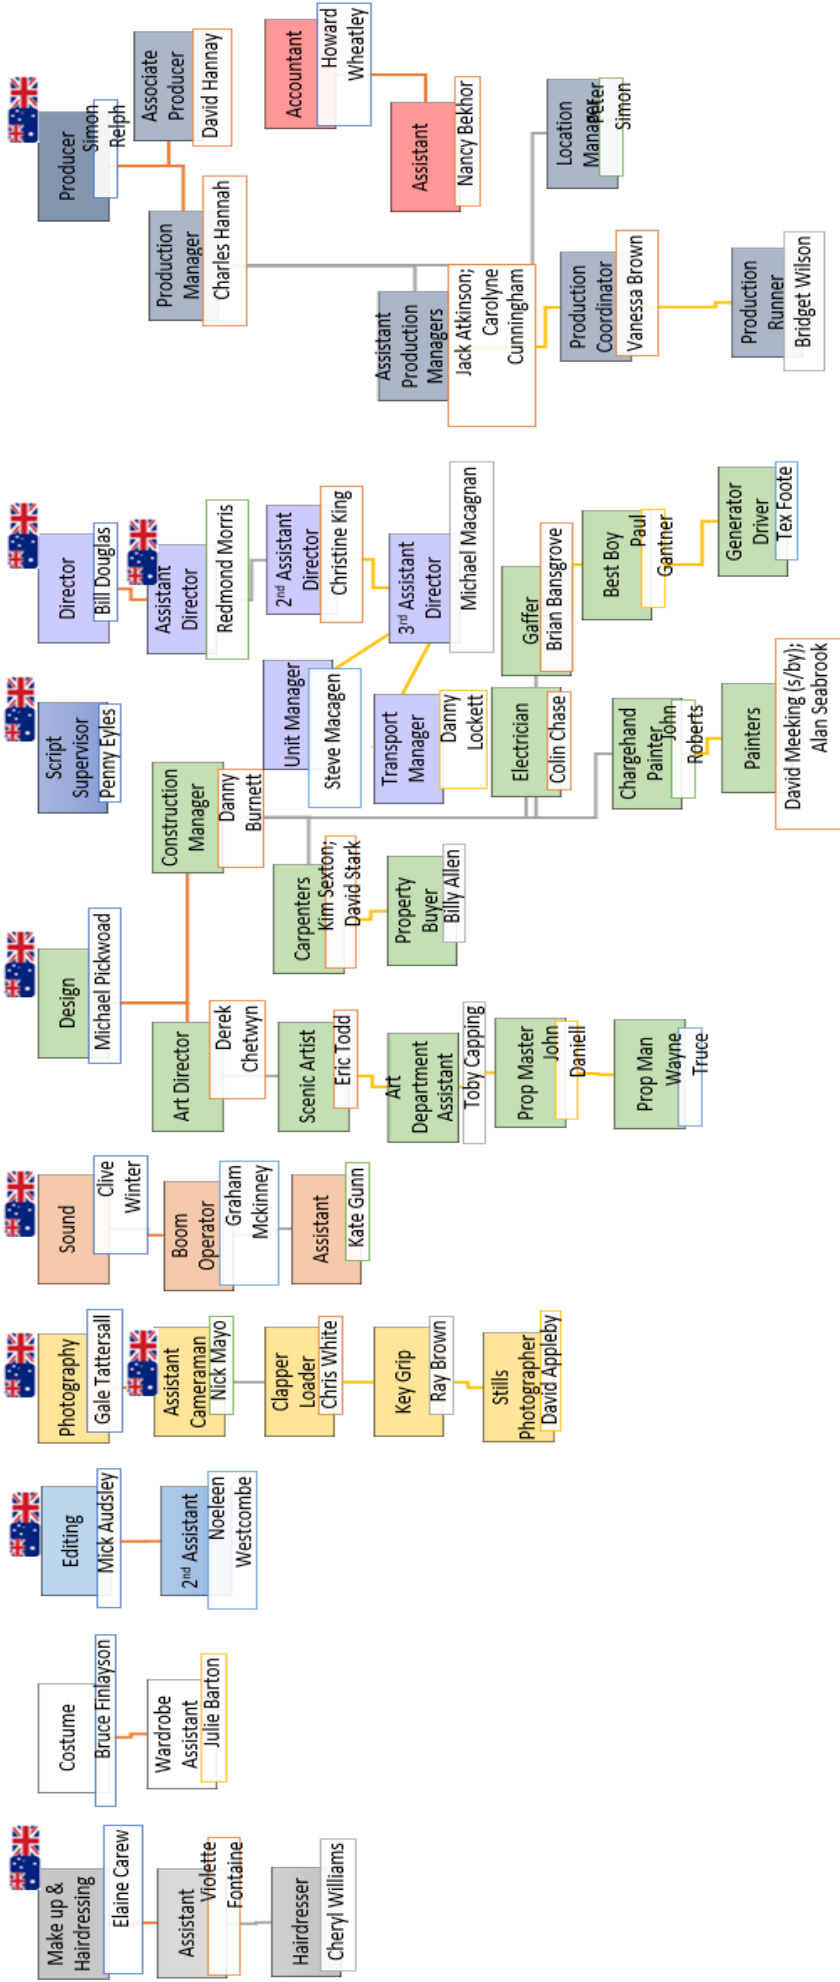 Make up &
Hairdressing
Elaine Carew
Assistant
Violette
Fontaine
Hairdresser
Cheryl Williams
Costume
Bruce Finlayson
Wardrobe
Assistant
Julie Barton
Editing
Mick Audsley
2nd Assistant
Noeleen
Westcombe
Photography
Gale Tattersall
Assistant
Cameraman
Nick Mayo
Clapper
Loader
Chris White
Key Grip
Ray Brown
Stills
Photographer
David Appleby
Sound
Clive
Winter
Boom
Operator
Graham
Mckinney
Assistant
Kate Gunn
Design
Michael Pickwoad
Art Director
Derek
Chetwyn
Scenic Artist
Eric Todd
Art
Department
Assistant
Toby Capping
Prop Master
John
Daniell
Prop Man
Wayne
Truce
Construction
Manager
Danny
Burnett
Carpenters
Kim Sexton;
David Stark
Property
Buyer
Billy Allen
Electrician
Colin Chase
Gaffer
Brian Bansgrove
Best Boy
Paul
Gantner
Generator
Driver
Tex Foote
Chargehand
Painter
John
Roberts
Painters
David Meeking (s/by);
Alan Seabrook
Script
Supervisor
Penny Eyles
Director
Bill Douglas
Assistant
Director
Redmond Morris
2nd Assistant
Director
Christine King
3rd Assistant
Director
Michael Macagnan
Unit Manager
Steve Macagen
Transport
Manager
Danny
Lockett
Producer
Simon
Relph
Associate
Producer
David Hannay
Production
Manager
Charles Hannah
Assistant
Production
Managers
Jack Atkinson;
Carolyne
Cunningham
Production
Coordinator
Vanessa Brown
Production
Runner
Bridget Wilson
Location
Manager
Peter
Simon
Accountant
Howard
Wheatley
Assistant
Nancy Bekhor